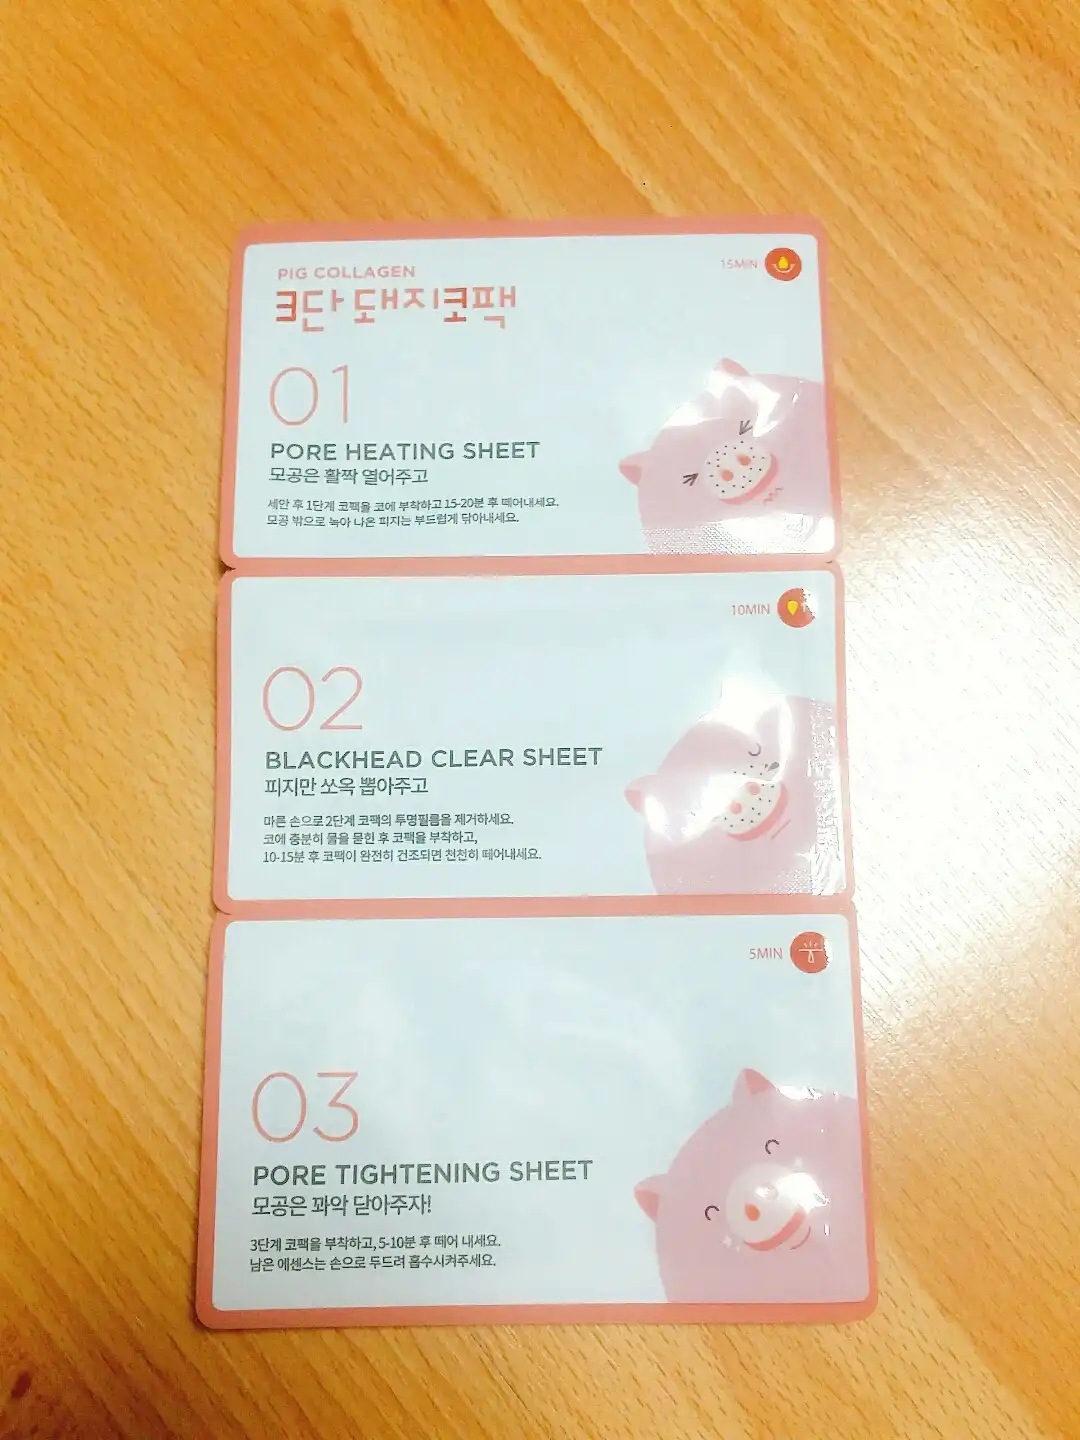 15MIN
PIG COLLAGEN
3단 돼지코팩
01
PORE HEATING SHEET
모공은 활짝 열어주고
세안 후 1단계 코팩을 코에 부착하고 15-20분 후 떼어내세요.
모공 밖으로 녹아 나온 피지는 부드럽게 닦아내세요.
10MIN
02
BLACKHEAD CLEAR SHEET
피지만 쏘옥 뽑아주고
마른 손으로 2단계 코팩의 투명필름을 제거하세요.
코에 충분히 물을 묻힌 후 코팩을 부착하고,
10-15분 후 코팩이 완전히 건조되면 천천히 떼어내세요.
5MIN
03
PORE TIGHTENING SHEET
모공은 꽈악 닫아주자!
3단계 코팩을 부착하고, 5-10분 후 떼어 내세요.
남은 에센스는 손으로 두드려 흡수시켜주세요.